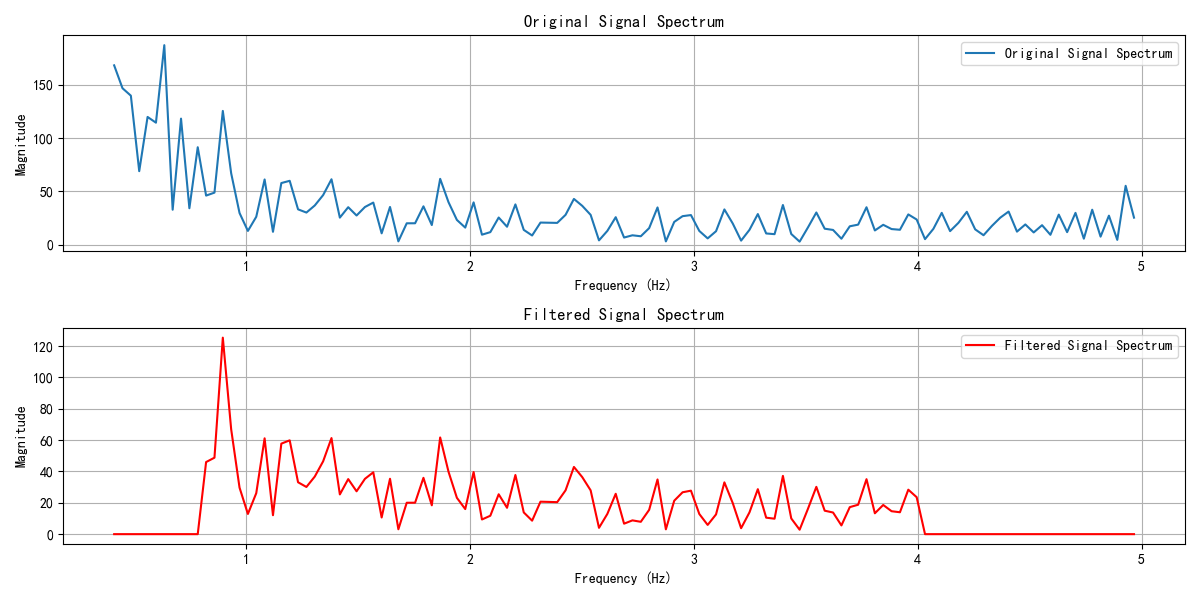 Original Signal Spectrum
Original Signal Spectrum
Magnitude
150
100
50
0
1 2 3 4 5
Frequency (Hz)
Filtered Signal Spectrum
Filtered Signal Spectrum
Magnitude
120
100
80
60
40
20
0
1 2 3 4 5
Frequency (Hz)